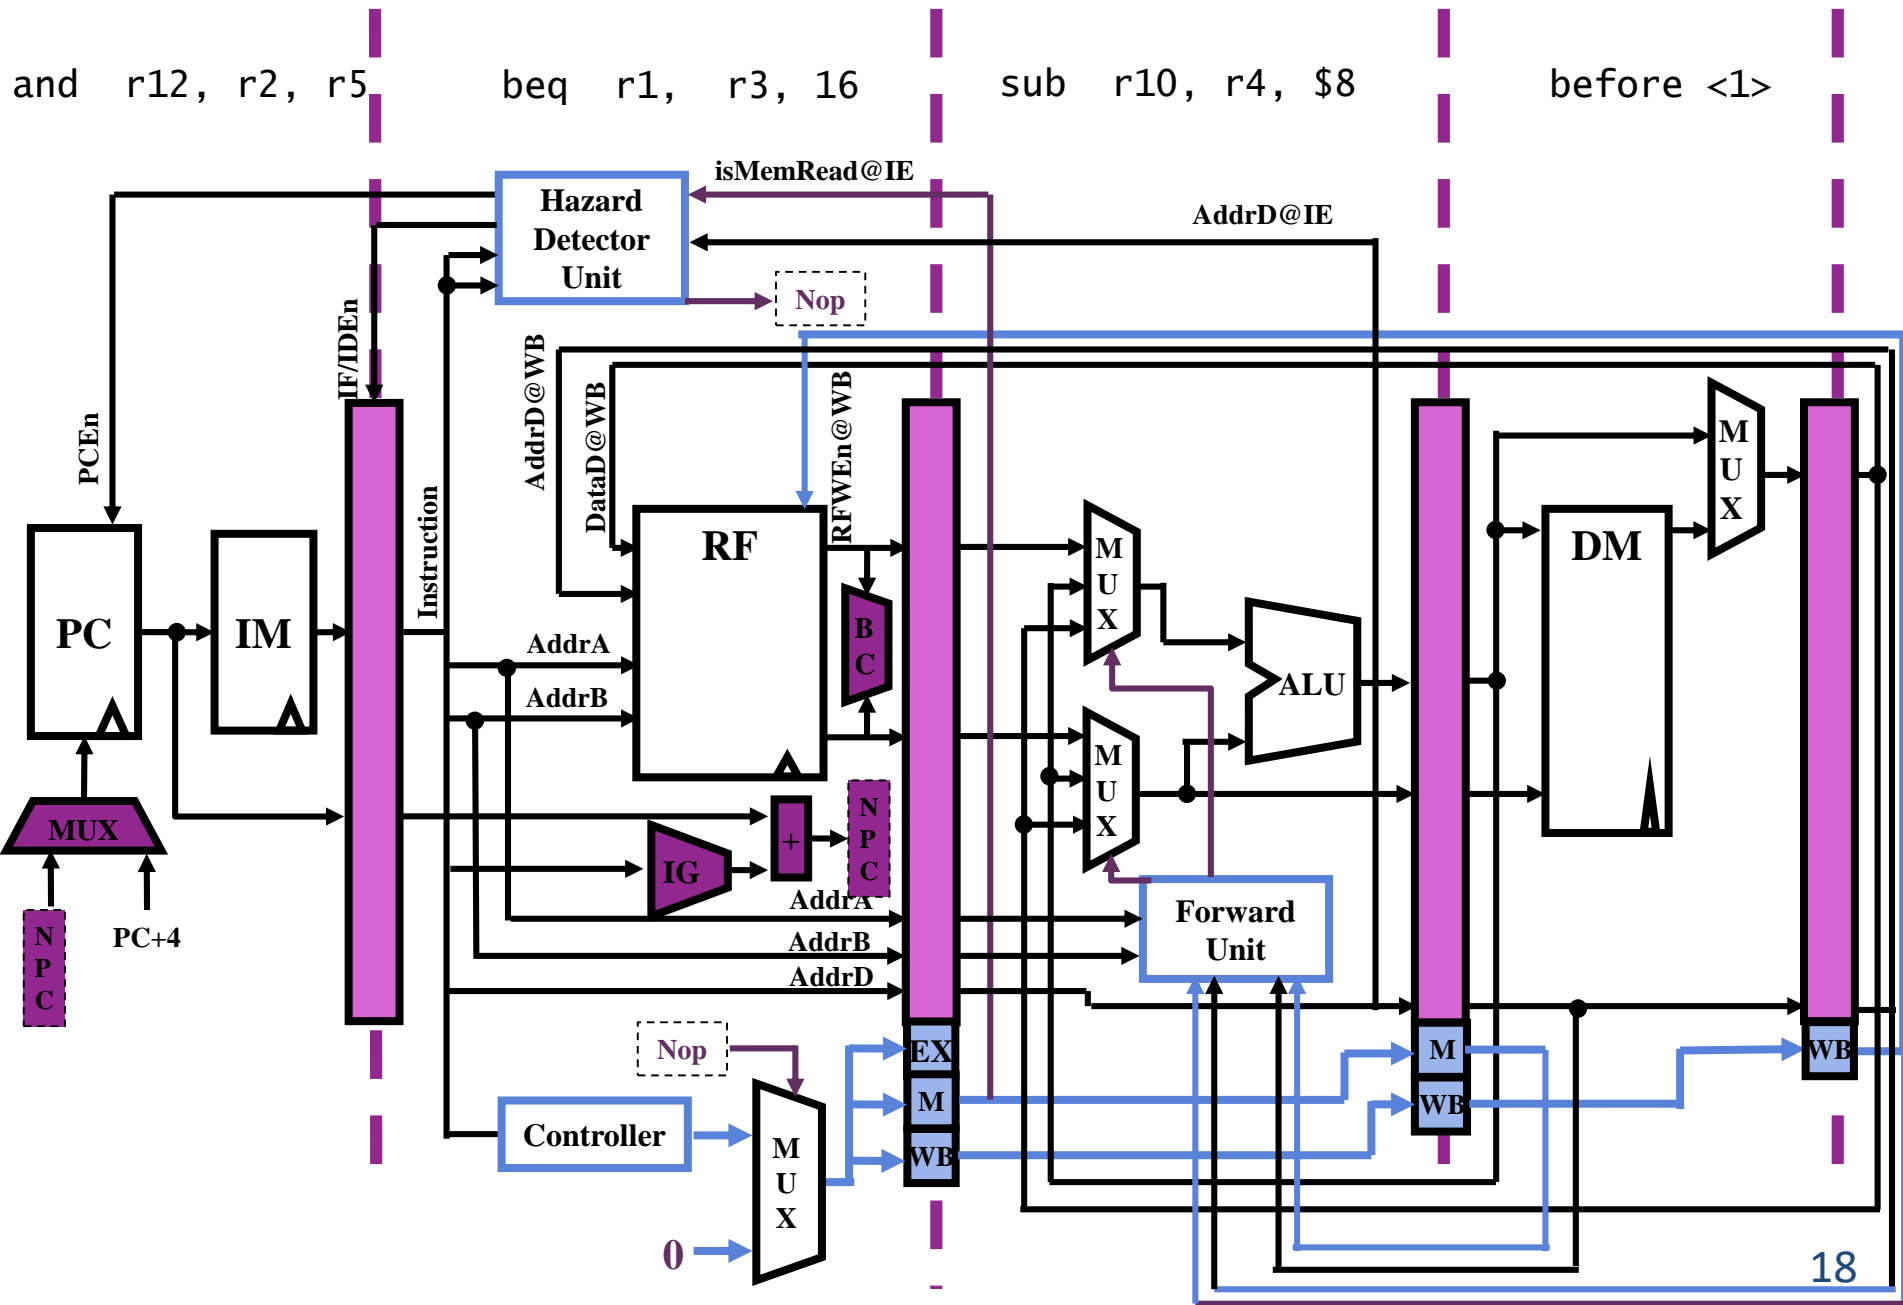 and r12, r2, r5
beq r1, r3, 16
sub r10, r4, $8
before <1>
isMemRead@IE
Hazard
Detector
Unit
AddrD@IE
Nop
IF/IDEn
PCEn
AddrD@WB
DataD@WB
RFWEn@WB
Instruction
PC
IM
RF
B
C
M
U
X
ALU
DM
M
U
X
AddrA
AddrB
M
U
X
MUX
IG
+
N
P
C
N
P
C
PC+4
AddrA
AddrB
AddrD
Forward
Unit
Nop
EX
M
WB
M
WB
WB
Controller
M
U
X
0
18